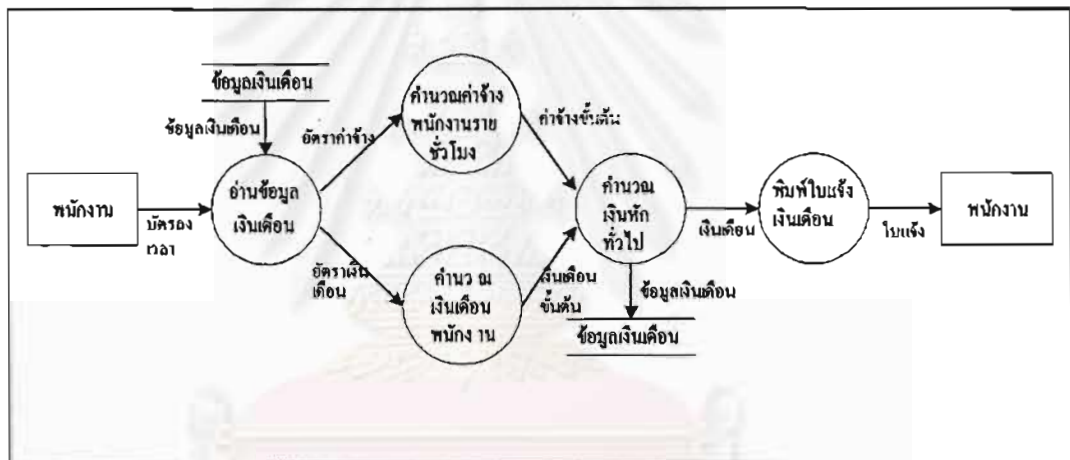 ข้อมูลเงินเดือน
ข้อมูลเงินเดือน
พนักงาน
บัตรลง
เวลา
อ่านข้อมูล
เงินเดือน
อัตราค่าจ้าง
อัตราเงิน
เดือน
คำนวณค่าจ้าง
พนักงานราย
ชั่วโมง
คำนวณ
เงินเดือน
พนักงาน
ค่าจ้างขั้นต้น
เงินเดือน
ขั้นต้น
คำนวณ
เงินหัก
ทั่วไป
ข้อมูลเงินเดือน
ข้อมูลเงินเดือน
เงินเดือน
พิมพ์ใบแจ้ง
เงินเดือน
ใบแจ้ง
พนักงาน